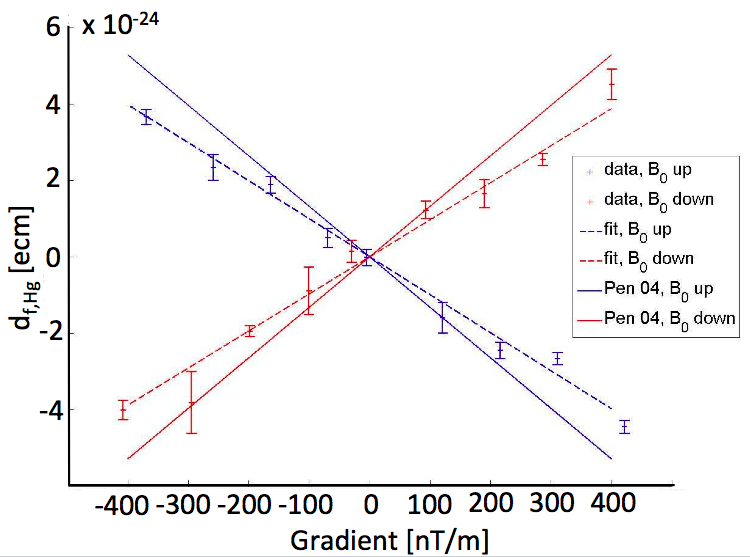 6 x 10-24
4
2
0
-2
-4
df,Hg [ecm]
-400 -300 -200 -100 0 100 200 300 400
Gradient [nT/m]
data, B0 up
data, B0 down
fit, B0 up
fit, B0 down
Pen 04, B0 up
Pen 04, B0 down